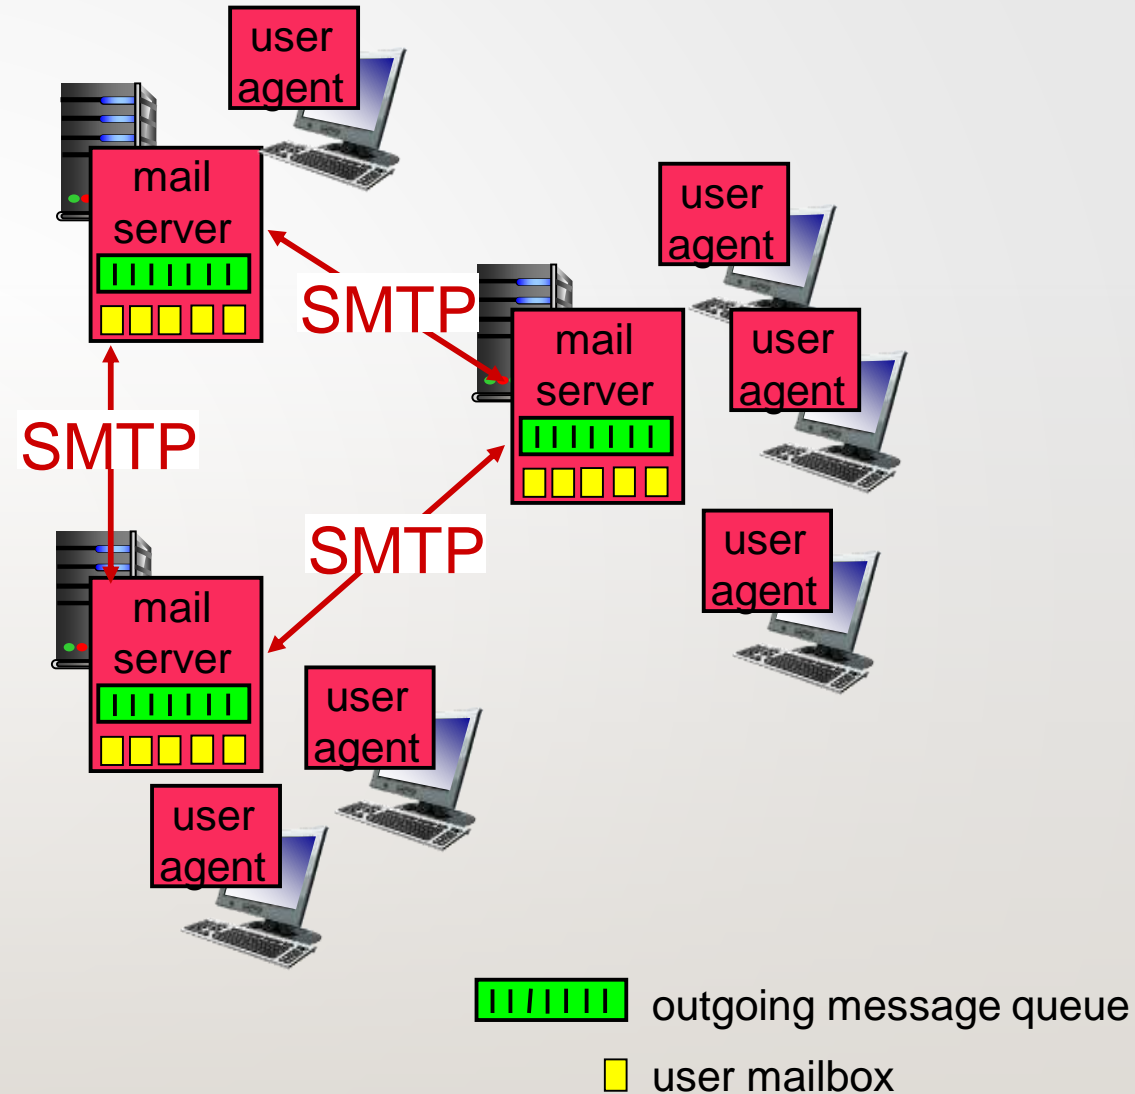 user
agent
mail
server
SMTP
user
agent
mail
server
user
agent
SMTP
user
agent
SMTP
mail
server
user
agent
user
agent
outgoing message queue
user mailbox